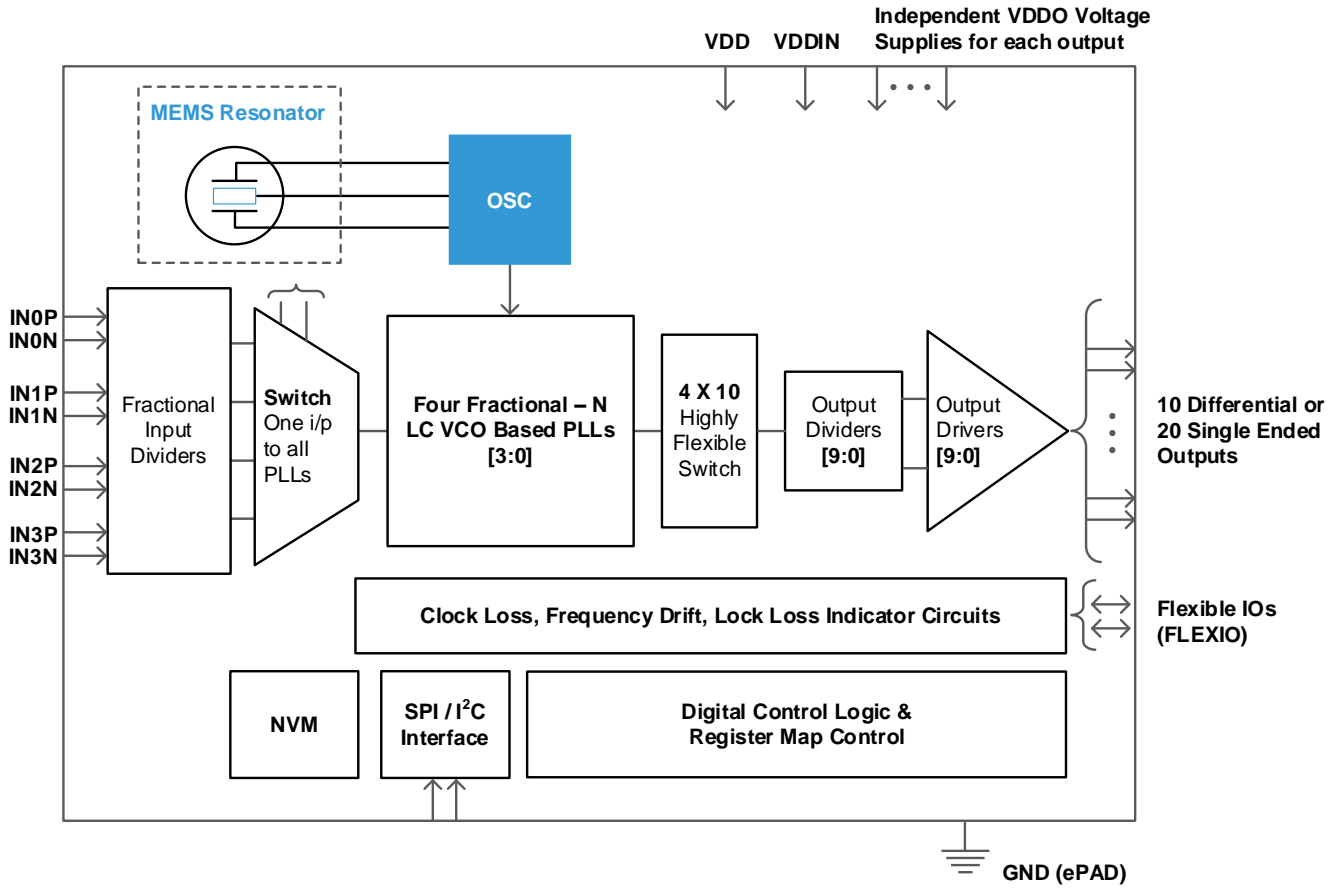 Independent VDDO Voltage
VDD VDDIN Supplies for each output
MEMS Resonator
OSC
IN0P
IN0N
IN1P
IN1N
IN2P
IN2N
IN3P
IN3N
Fractional
Input
Dividers
Switch
One i/p
to all
PLLs
Four Fractional – N
LC VCO Based PLLs
[3:0]
4 X 10
Highly
Flexible
Switch
Output
Dividers
[9:0]
Output
Drivers
[9:0]
10 Differential or
20 Single Ended
Outputs
Clock Loss, Frequency Drift, Lock Loss Indicator Circuits
Flexible IOs
(FLEXIO)
NVM
SPI / I²C
Interface
Digital Control Logic &
Register Map Control
GND (ePAD)